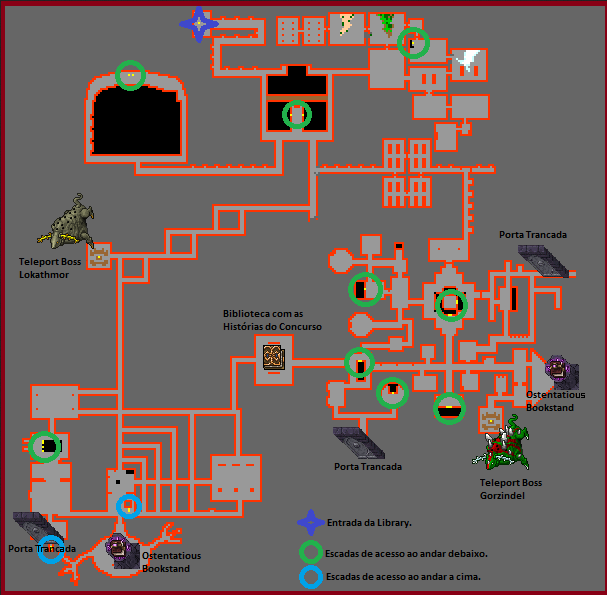 Porta Trancada
Teleport Boss
Lokathmor
Biblioteca com as
Histórias do Concurso
Ostentatious
Bookstand
Porta Trancada
Teleport Boss
Gorzindel
Entrada da Library.
Porta Trancada
Ostentatious
Bookstand
Escadas de acesso ao andar debaixo.
Escadas de acesso ao andar a cima.